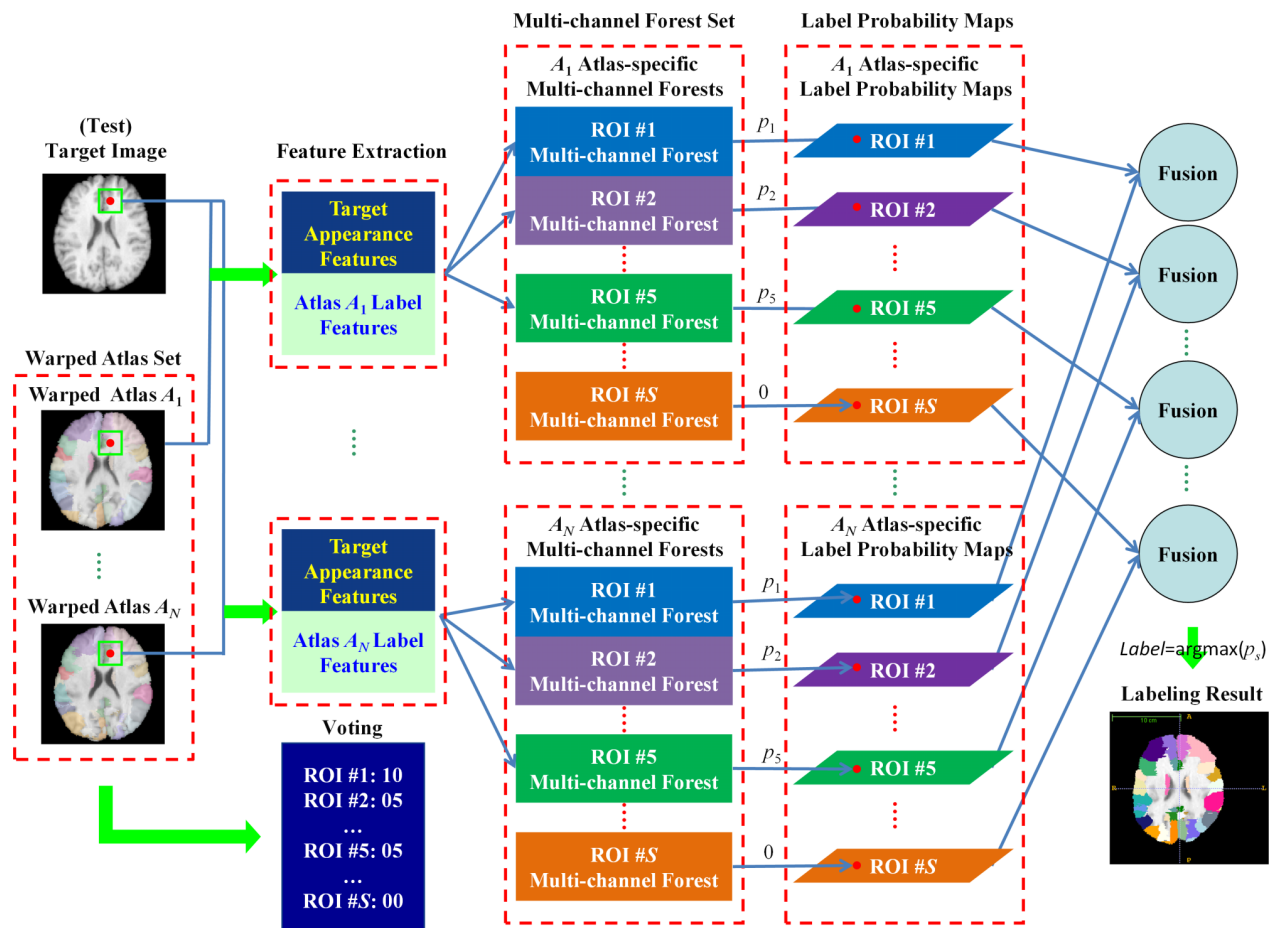 (Test)
Target Image
Warped Atlas Set
Warped Atlas A1
Warped Atlas AN
Feature Extraction
Target
Appearance
Features
Atlas A1 Label
Features
Target
Appearance
Features
Atlas AN Label
Features
Voting
ROI #1: 10
ROI #2: 05
...
ROI #5: 05
...
ROI #S: 00
Multi-channel Forest Set
A1 Atlas-specific
Multi-channel Forests
ROI #1
Multi-channel Forest
ROI #2
Multi-channel Forest
ROI #5
Multi-channel Forest
ROI #S
Multi-channel Forest
AN Atlas-specific
Multi-channel Forests
ROI #1
Multi-channel Forest
ROI #2
Multi-channel Forest
ROI #5
Multi-channel Forest
ROI #S
Multi-channel Forest
p1
p2
p5
0
p1
p2
p5
0
Label Probability Maps
A1 Atlas-specific
Label Probability Maps
ROI #1
ROI #2
ROI #5
ROI #S
AN Atlas-specific
Label Probability Maps
ROI #1
ROI #2
ROI #5
ROI #S
Fusion
Fusion
Fusion
Fusion
Label=argmax(ps)
Labeling Result
10 cm
A
R
L
P